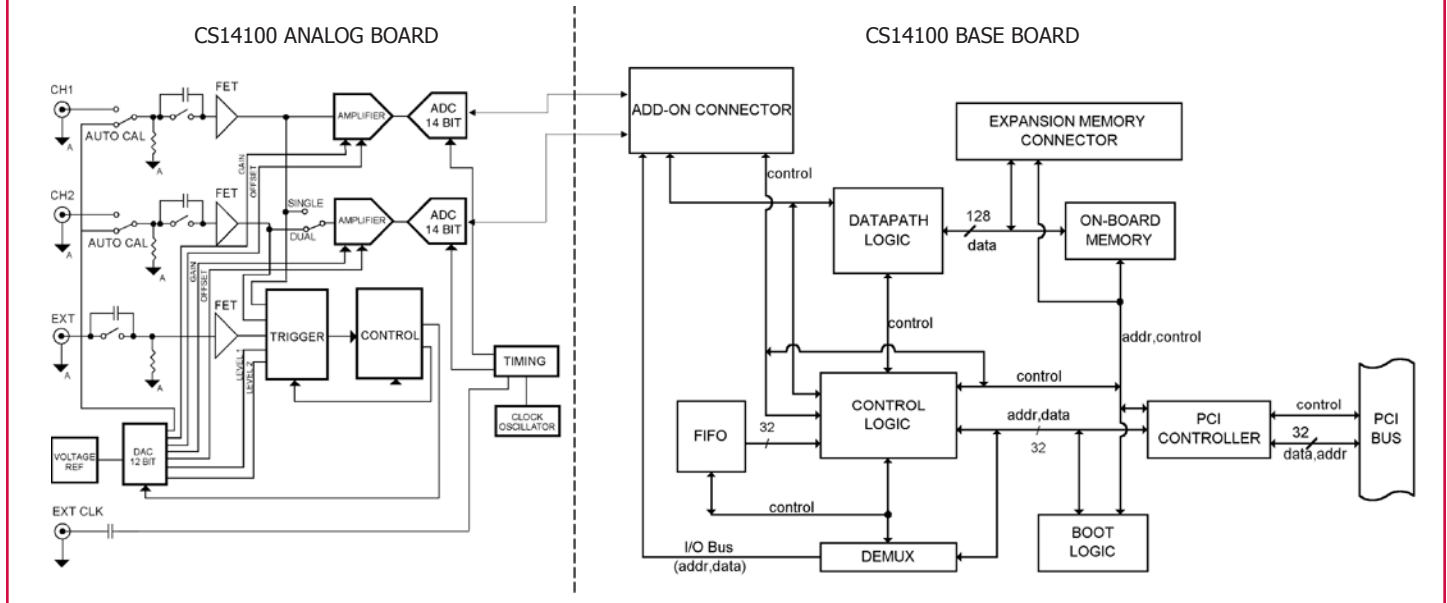 CS14100 ANALOG BOARD
CS14100 BASE BOARD
CH1
AUTO CAL
A
A
FET
AMPLIFIER
ADC
14 BIT
GAIN
OFFSET
CH2
AUTO CAL
A
A
FET
SINGLE
DUAL
AMPLIFIER
ADC
14 BIT
GAIN
OFFSET
EXT
A
A
FET
TRIGGER
CONTROL
LEVEL 1
LEVEL 2
TIMING
CLOCK
OSCILLATOR
VOLTAGE
REF
DAC
12 BIT
EXT CLK
ADD-ON CONNECTOR
control
EXPANSION MEMORY
CONNECTOR
DATAPATH
LOGIC
128
data
ON-BOARD
MEMORY
control
addr,control
CONTROL
LOGIC
control
addr,data
32
FIFO
32
PCI
CONTROLLER
control
32
data,addr
PCI
BUS
control
I/O Bus
(addr,data)
DEMUX
BOOT
LOGIC